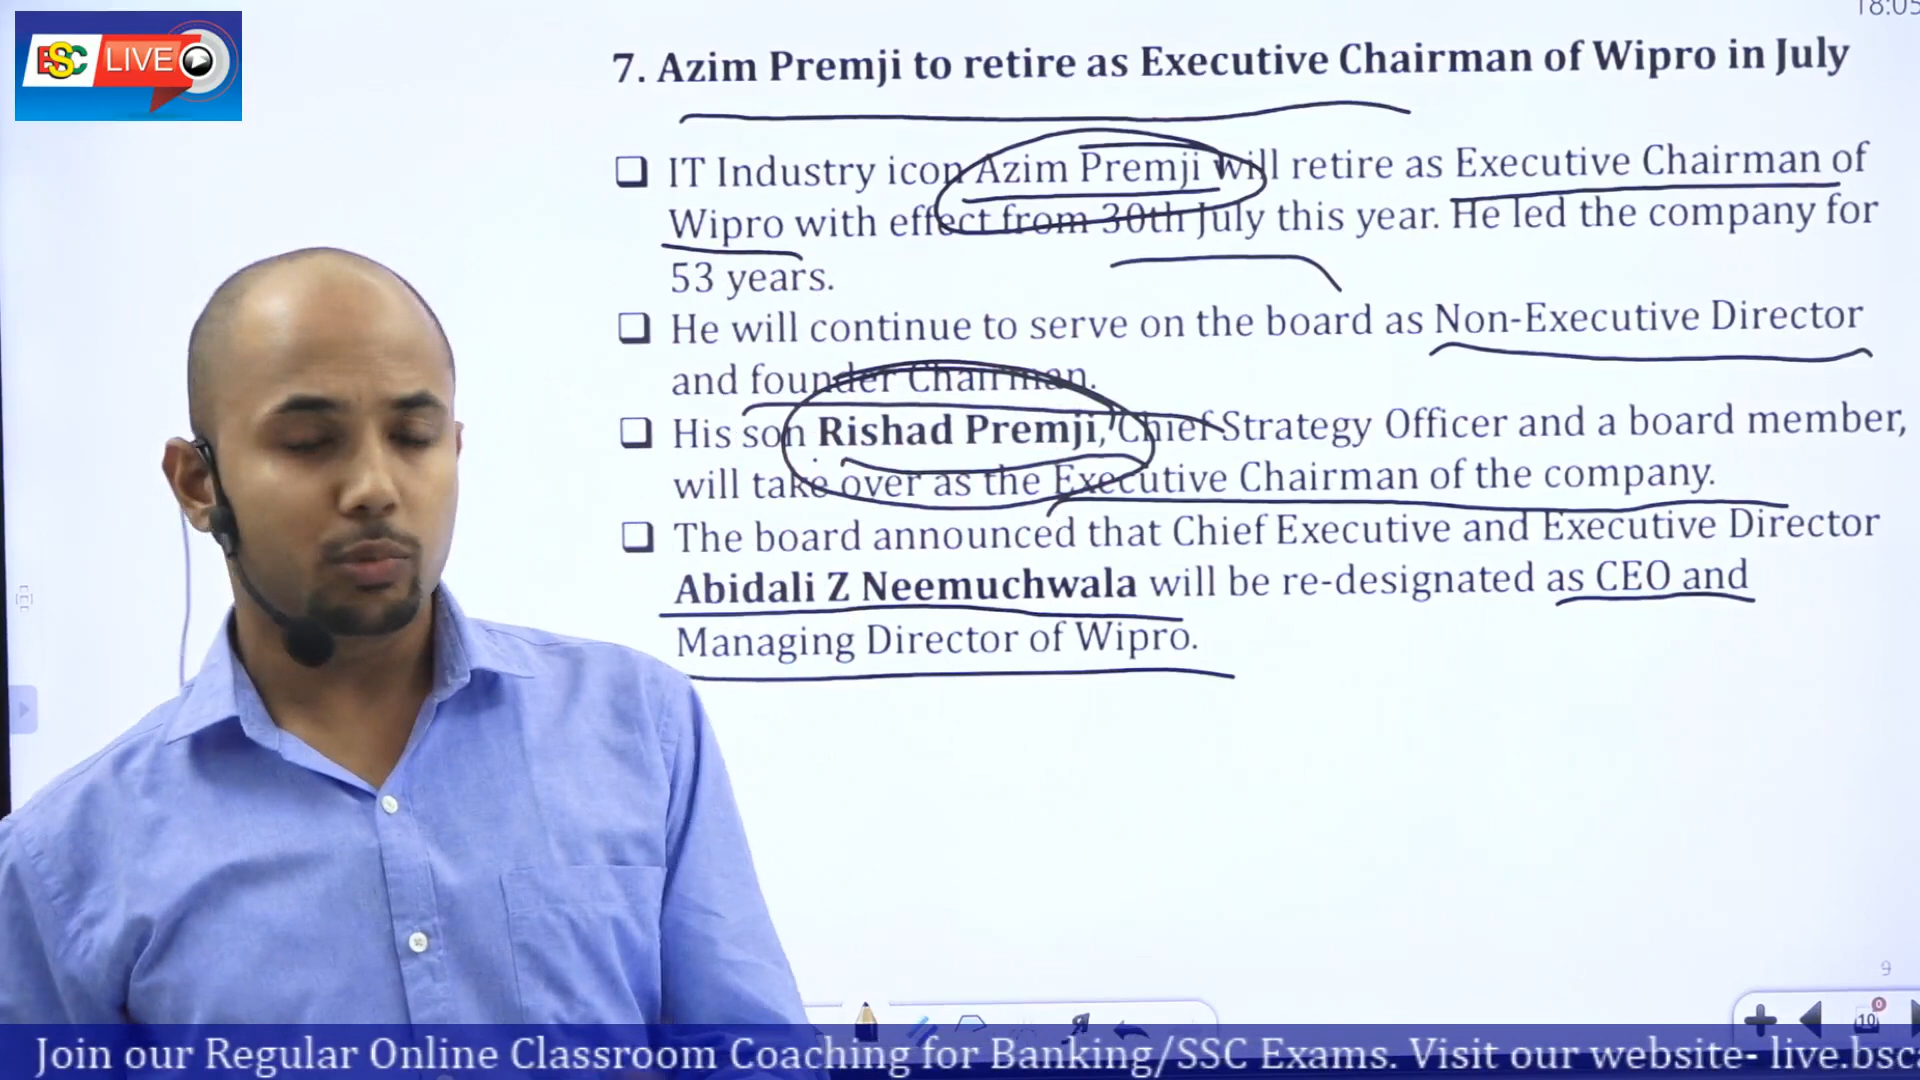 18:05
BSC LIVE
7. Azim Premji to retire as Executive Chairman of Wipro in July
❑ IT Industry icon Azim Premji will retire as Executive Chairman of
Wipro with effect from 30th July this year. He led the company for
53 years.
❑ He will continue to serve on the board as Non-Executive Director
and founder Chairman.
❑ His son Rishad Premji, Chief Strategy Officer and a board member,
will take over as the Executive Chairman of the company.
❑ The board announced that Chief Executive and Executive Director
Abidali Z Neemuchwala will be re-designated as CEO and
Managing Director of Wipro.
9
0
10
Join our Regular Online Classroom Coaching for Banking/SSC Exams. Visit our website- live.bsc